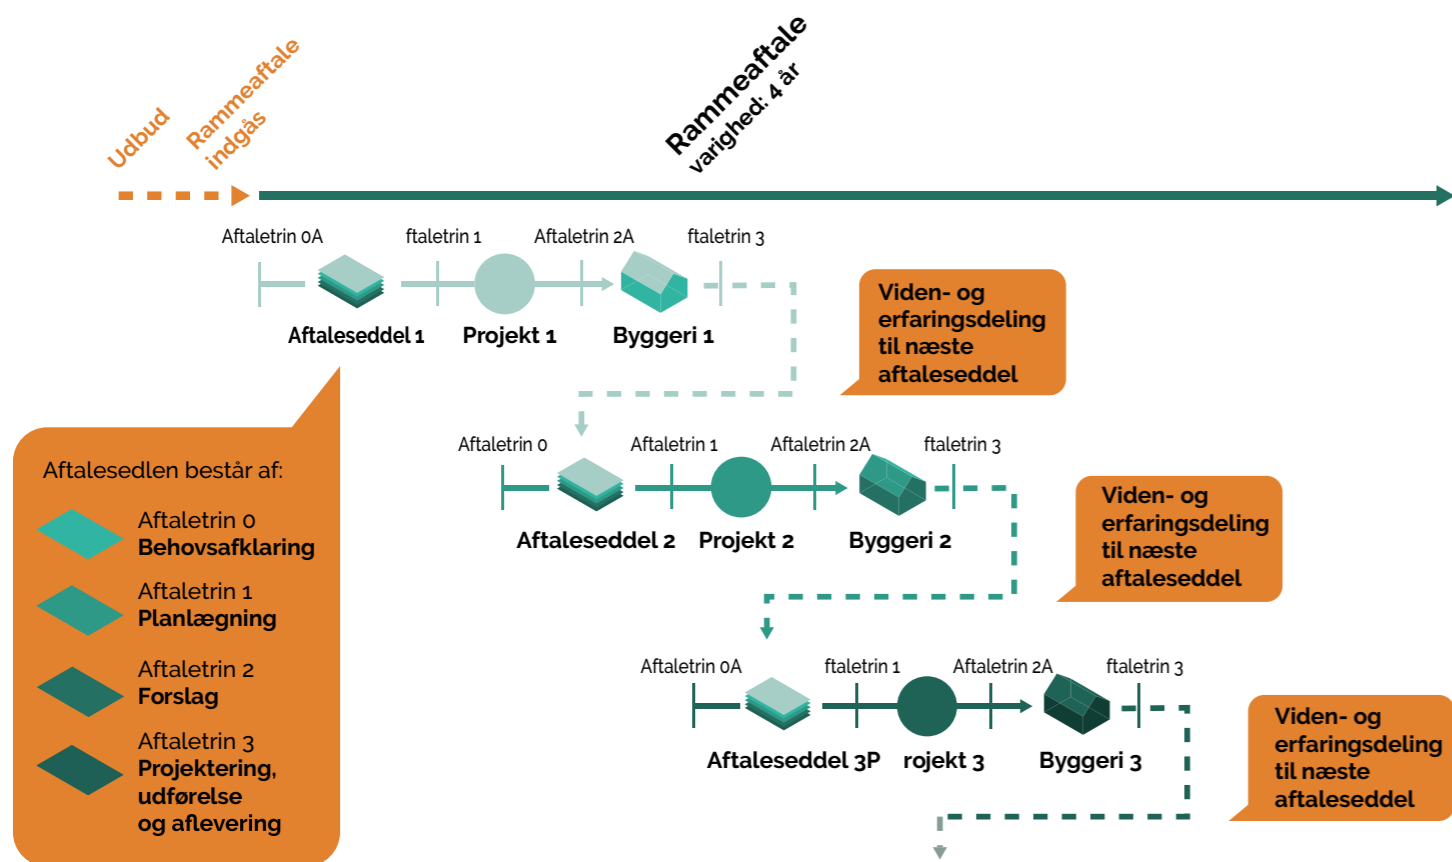 Udbud
Rammeaftale
indgås
Rammeaftale
varighed: 4 år
Aftaletrin 0A
ftaletrin 1
Aftaletrin 2A
ftaletrin 3
Aftaleseddel 1
Projekt 1
Byggeri 1
Viden- og
erfaringsdeling
til næste
aftaleseddel
Aftaletrin 0
Aftaletrin 1
Aftaletrin 2A
ftaletrin 3
Aftaleseddel 2
Projekt 2
Byggeri 2
Viden- og
erfaringsdeling
til næste
aftaleseddel
Aftaletrin 0A
ftaletrin 1
Aftaletrin 2A
ftaletrin 3
Aftaleseddel 3P
rojekt 3
Byggeri 3
Viden- og
erfaringsdeling
til næste
aftaleseddel
Aftalesedlen består af:
Aftaletrin 0
Behovsafklaring
Aftaletrin 1
Planlægning
Aftaletrin 2
Forslag
Aftaletrin 3
Projektering,
udførelse
og aflevering